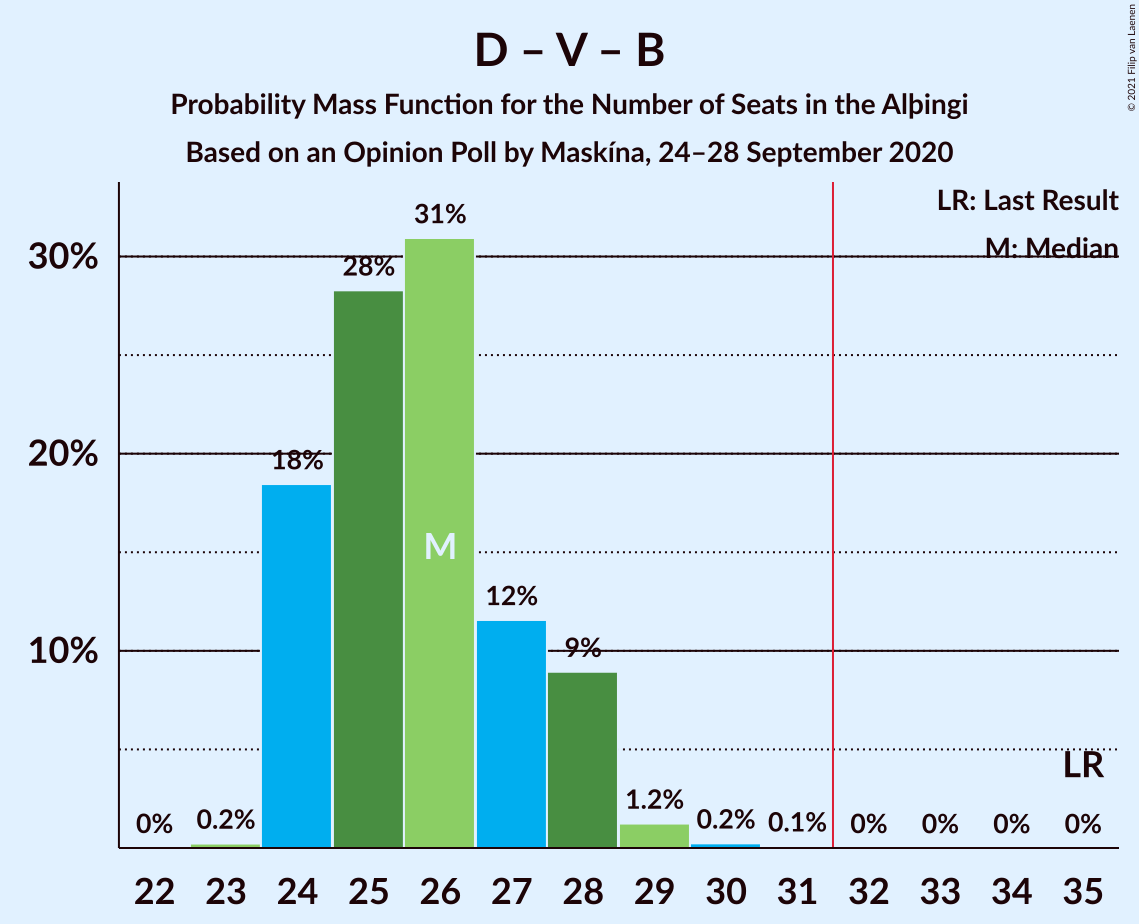 D – V – B
Probability Mass Function for the Number of Seats in the Alþingi
Based on an Opinion Poll by Maskína, 24–28 September 2020
© 2021 Filip van Laenen
LR: Last Result
M: Median
30%
20%
10%
0%
0.2%
18%
28%
31%
M
12%
9%
1.2%
0.2%
0.1%
0%
0%
0%
LR
0%
22 23 24 25 26 27 28 29 30 31 32 33 34 35